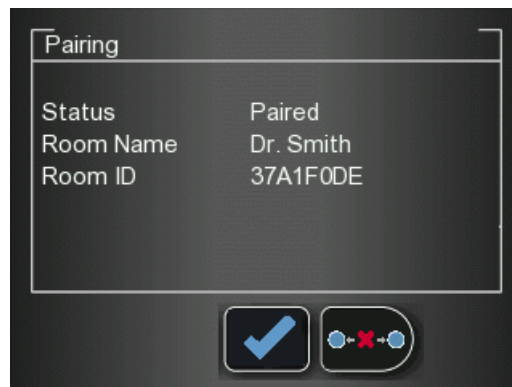 Pairing
Status Paired
Room Name Dr. Smith
Room ID 37A1F0DE